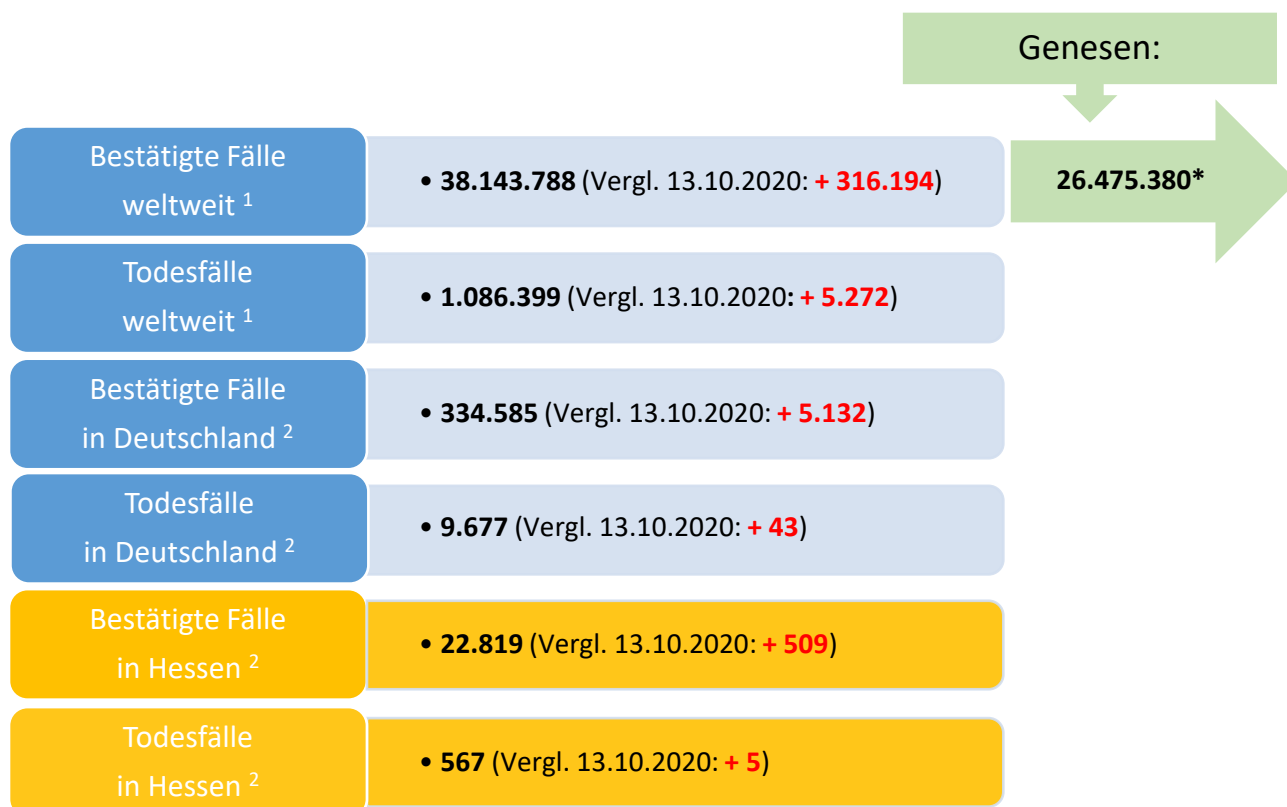 Genesen:
Bestätigte Fälle
weltweit ¹
• 38.143.788 (Vergl. 13.10.2020: + 316.194)
26.475.380*
Todesfälle
weltweit ¹
• 1.086.399 (Vergl. 13.10.2020: + 5.272)
Bestätigte Fälle
in Deutschland ²
• 334.585 (Vergl. 13.10.2020: + 5.132)
Todesfälle
in Deutschland ²
• 9.677 (Vergl. 13.10.2020: + 43)
Bestätigte Fälle
in Hessen ²
• 22.819 (Vergl. 13.10.2020: + 509)
Todesfälle
in Hessen ²
• 567 (Vergl. 13.10.2020: + 5)